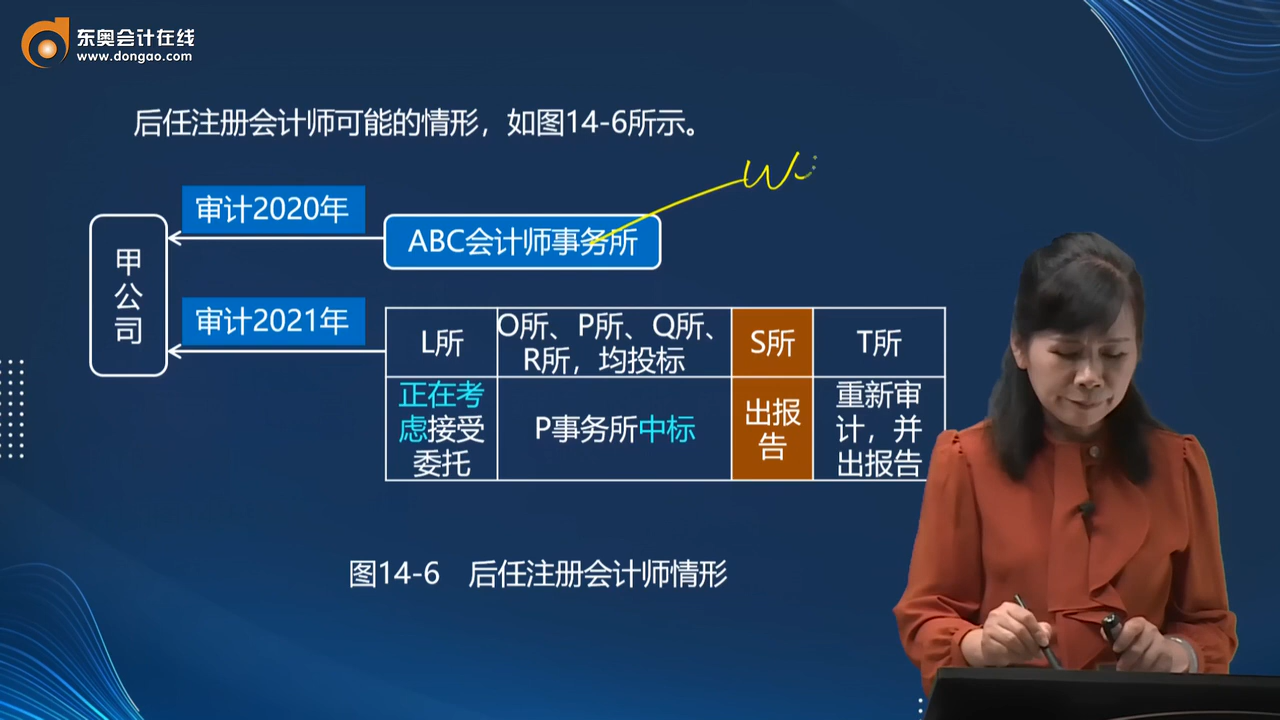 东奥会计在线
www.dongao.com
后任注册会计师可能的情形，如图14-6所示。
审计2020年
ABC会计师事务所
甲公司
审计2021年
L所
O所、P所、Q所、
R所，均投标
S所
T所
正在考
虑接受
委托
P事务所中标
出报
告
重新审
计，并
出报告
图14-6 后任注册会计师情形